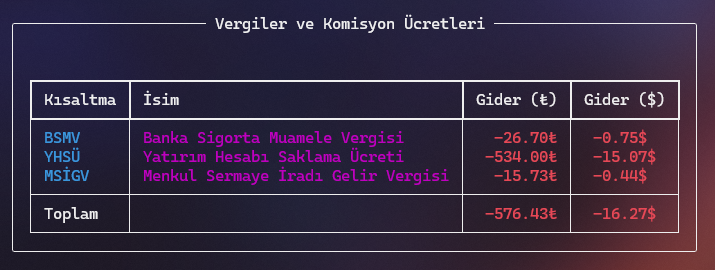 Vergiler ve Komisyon Ücretleri
Kısaltma İsim Gider (₺) Gider ($)
BSMV Banka Sigorta Muamele Vergisi -26.70₺ -0.75$
YHSÜ Yatırım Hesabı Saklama Ücreti -534.00₺ -15.07$
MSİGV Menkul Sermaye İradı Gelir Vergisi -15.73₺ -0.44$
Toplam -576.43₺ -16.27$